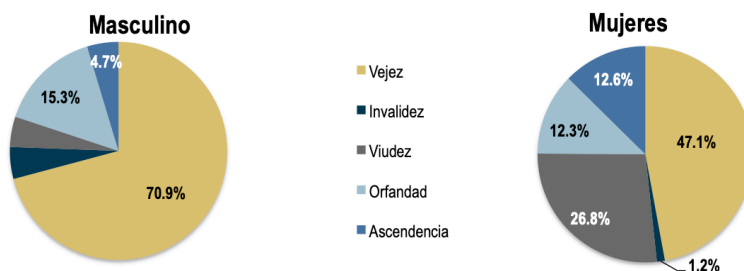 Masculino
4.7%
15.3%
70.9%
Vejez
Invalidez
Viudez
Orfandad
Ascendencia
Mujeres
12.6%
12.3%
47.1%
26.8%
1.2%